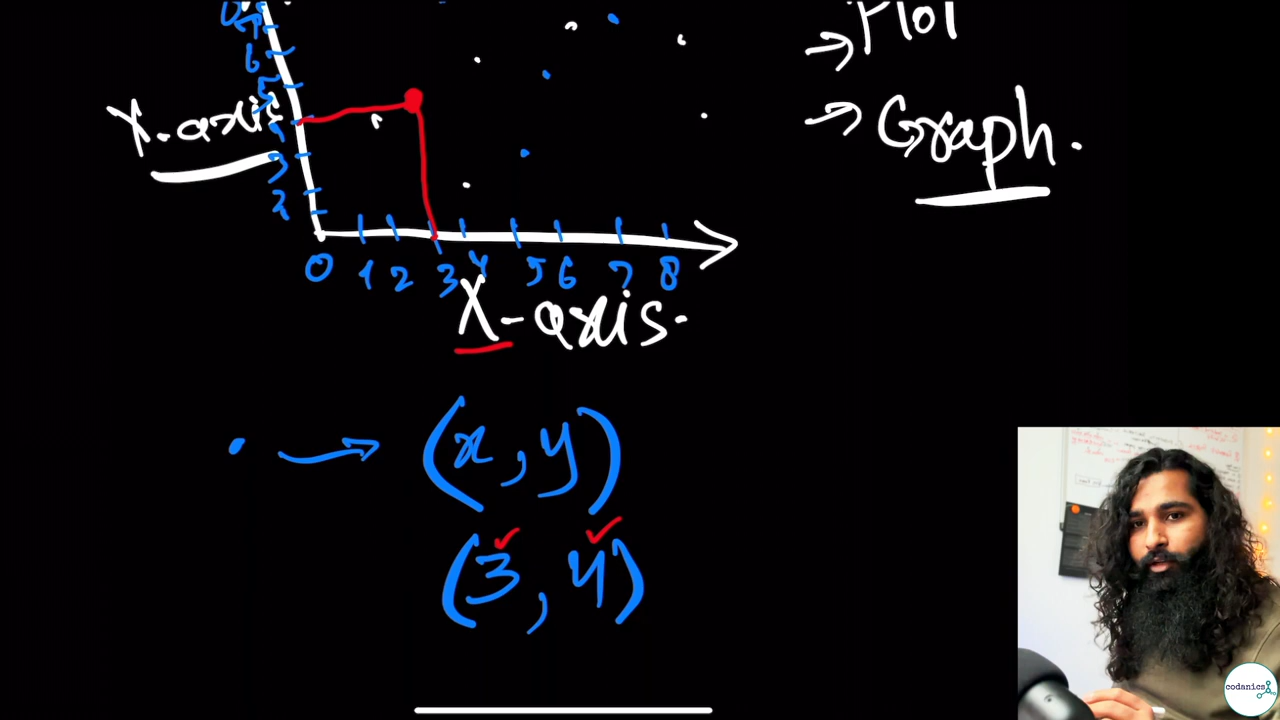 Plot
→ Graph.
6
5
4
3
2
Y-axis
0 1 2 3 4 5 6 7 8
X-axis.
• → (x, y)
(3, 4)
codanics